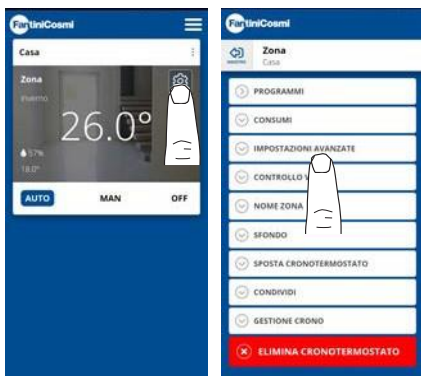 FantiniCosmi
Casa
Zona
Inverno
26.0°
57%
18.0°
AUTO MAN OFF
FantiniCosmi
Zona
Casa
PROGRAMMI
CONSUMI
IMPOSTAZIONI AVANZATE
CONTROLLO V
NOME ZONA
SFONDO
SPOSTA CRONOTERMOSTATO
CONDIVIDI
GESTIONE CRONO
ELIMINA CRONOTERMOSTATO